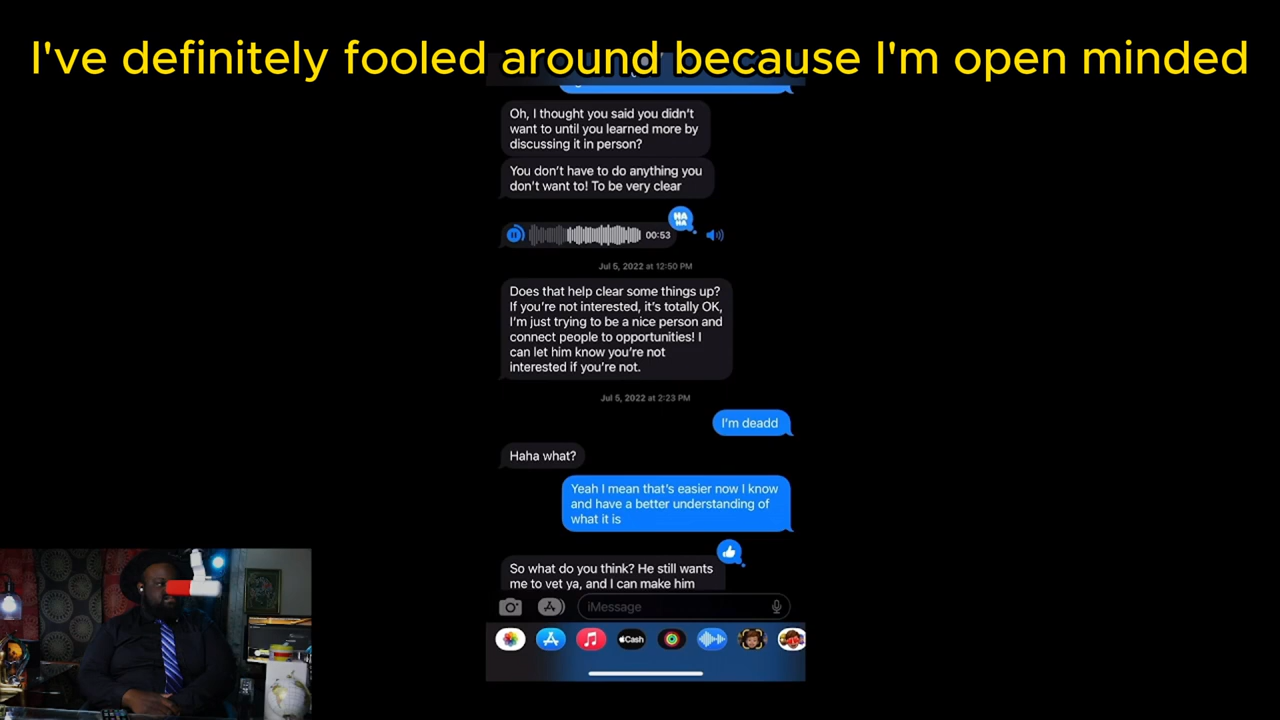 I've definitely fooled around because I'm open minded
Oh, I thought you said you didn't
want to until you learned more by
discussing it in person?
You don't have to do anything you
don't want to! To be very clear
HA
HA
00:53
Jul 5, 2022 at 12:50 PM
Does that help clear some things up?
If you're not interested, it's totally OK,
I'm just trying to be a nice person and
connect people to opportunities! I
can let him know you're not
interested if you're not.
Jul 5, 2022 at 2:23 PM
I'm deadd
Haha what?
Yeah I mean that's easier now I know
and have a better understanding of
what it is
So what do you think? He still wants
me to vet ya, and I can make him
iMessage
Cash